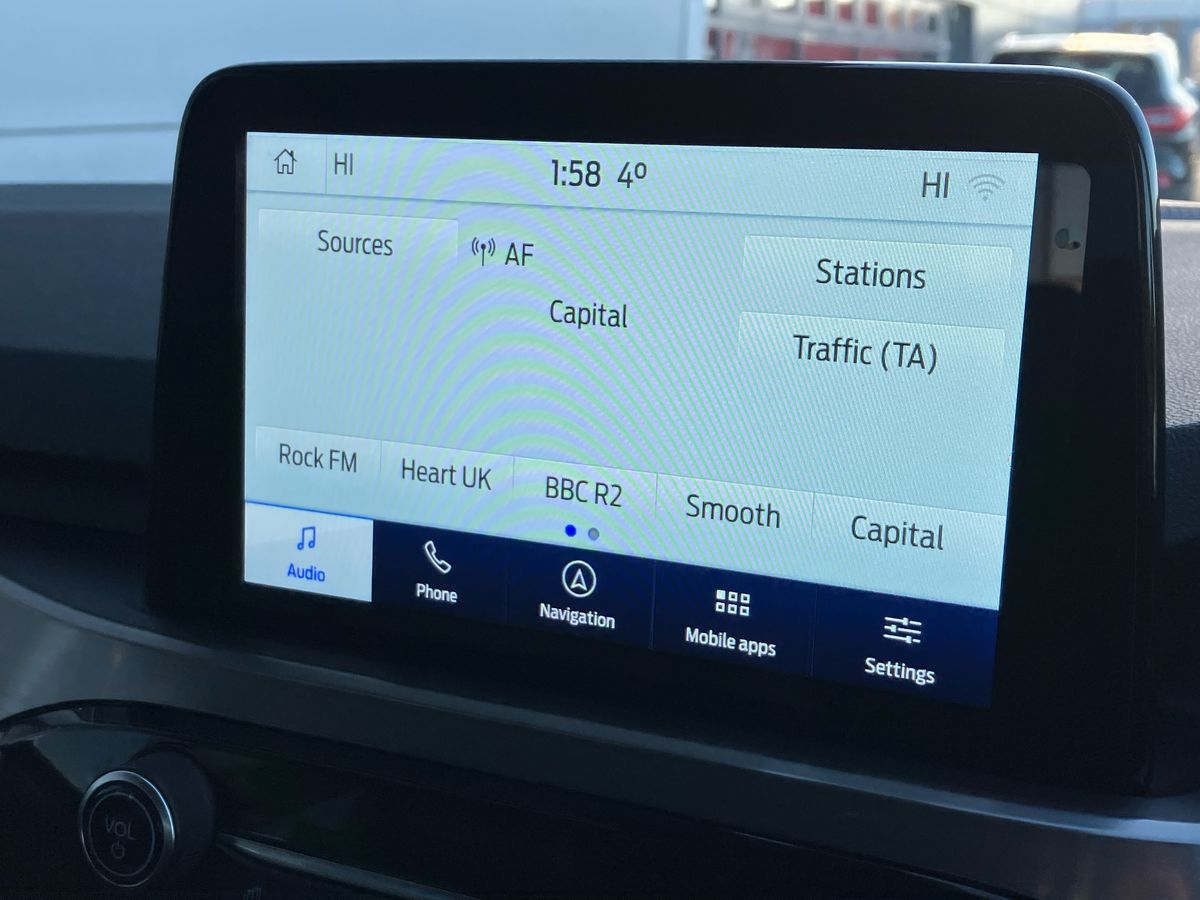 HI 1:58 4º HI
Sources AF Stations
Capital
Traffic (TA)
Rock FM Heart UK BBC R2 Smooth Capital
Audio Phone Navigation Mobile apps Settings
VOL